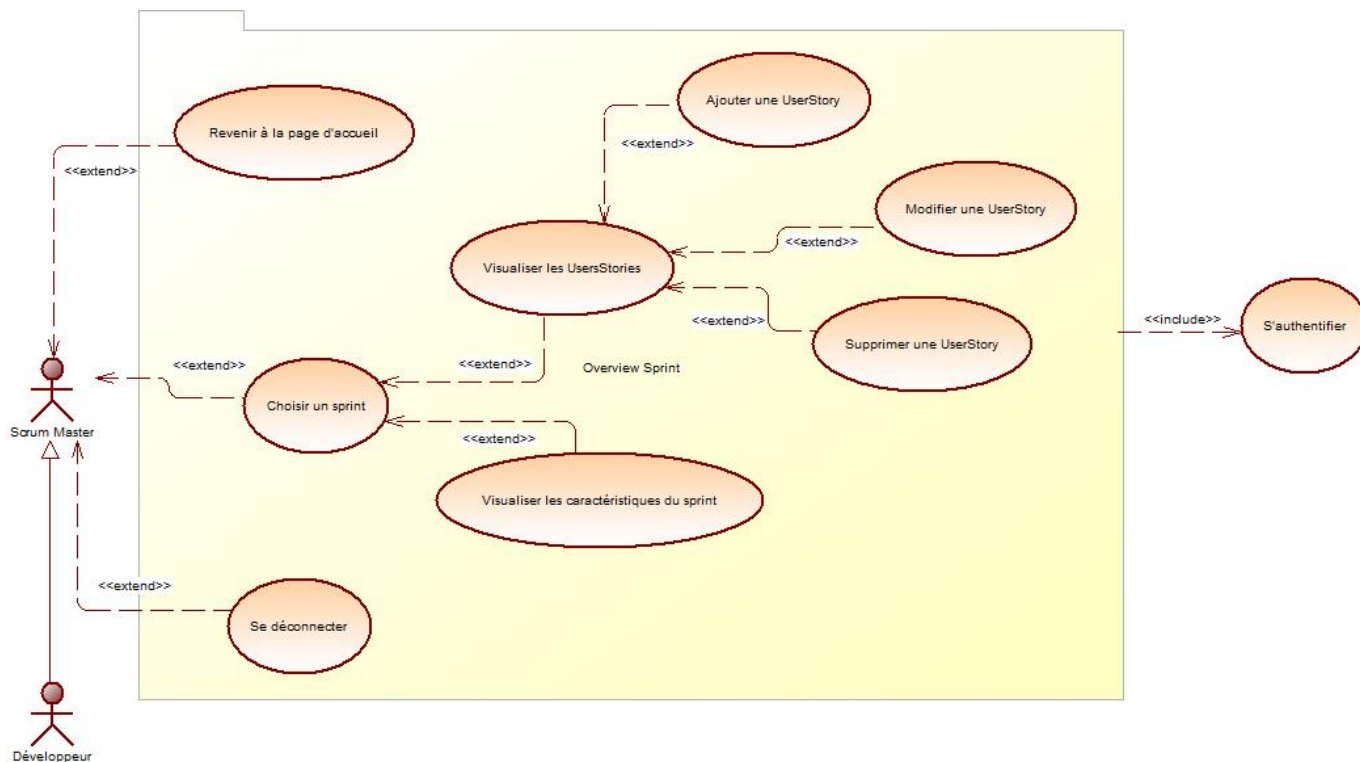 Ajouter une UserStory
Revenir à la page d'accueil
<<extend>>
<<extend>>
Modifier une UserStory
<<extend>>
Visualiser les UsersStories
<<extend>>
<<include>>
S'authentifier
Supprimer une UserStory
<<extend>>
<<extend>>
Overview Sprint
Choisir un sprint
Scrum Master
<<extend>>
Visualiser les caractéristiques du sprint
<<extend>>
Se déconnecter
Développeur